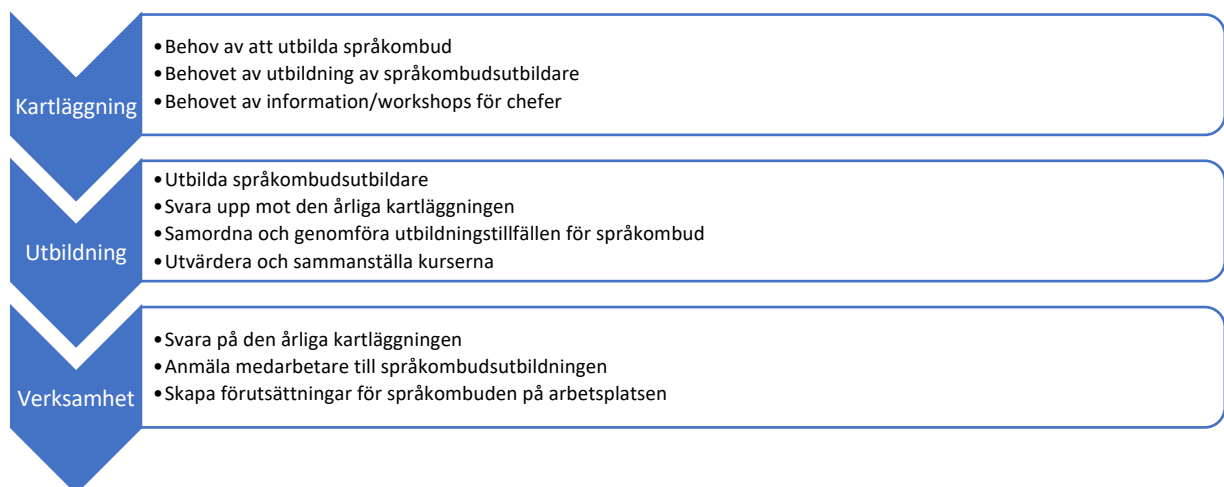 Kartläggning
•Behov av att utbilda språkombud
•Behovet av utbildning av språkombudsutbildare
•Behovet av information/workshops för chefer
Utbildning
•Utbilda språkombudsutbildare
•Svara upp mot den årliga kartläggningen
•Samordna och genomföra utbildningstillfällen för språkombud
•Utvärdera och sammanställa kurserna
Verksamhet
•Svara på den årliga kartläggningen
•Anmäla medarbetare till språkombudsutbildningen
•Skapa förutsättningar för språkombuden på arbetsplatsen